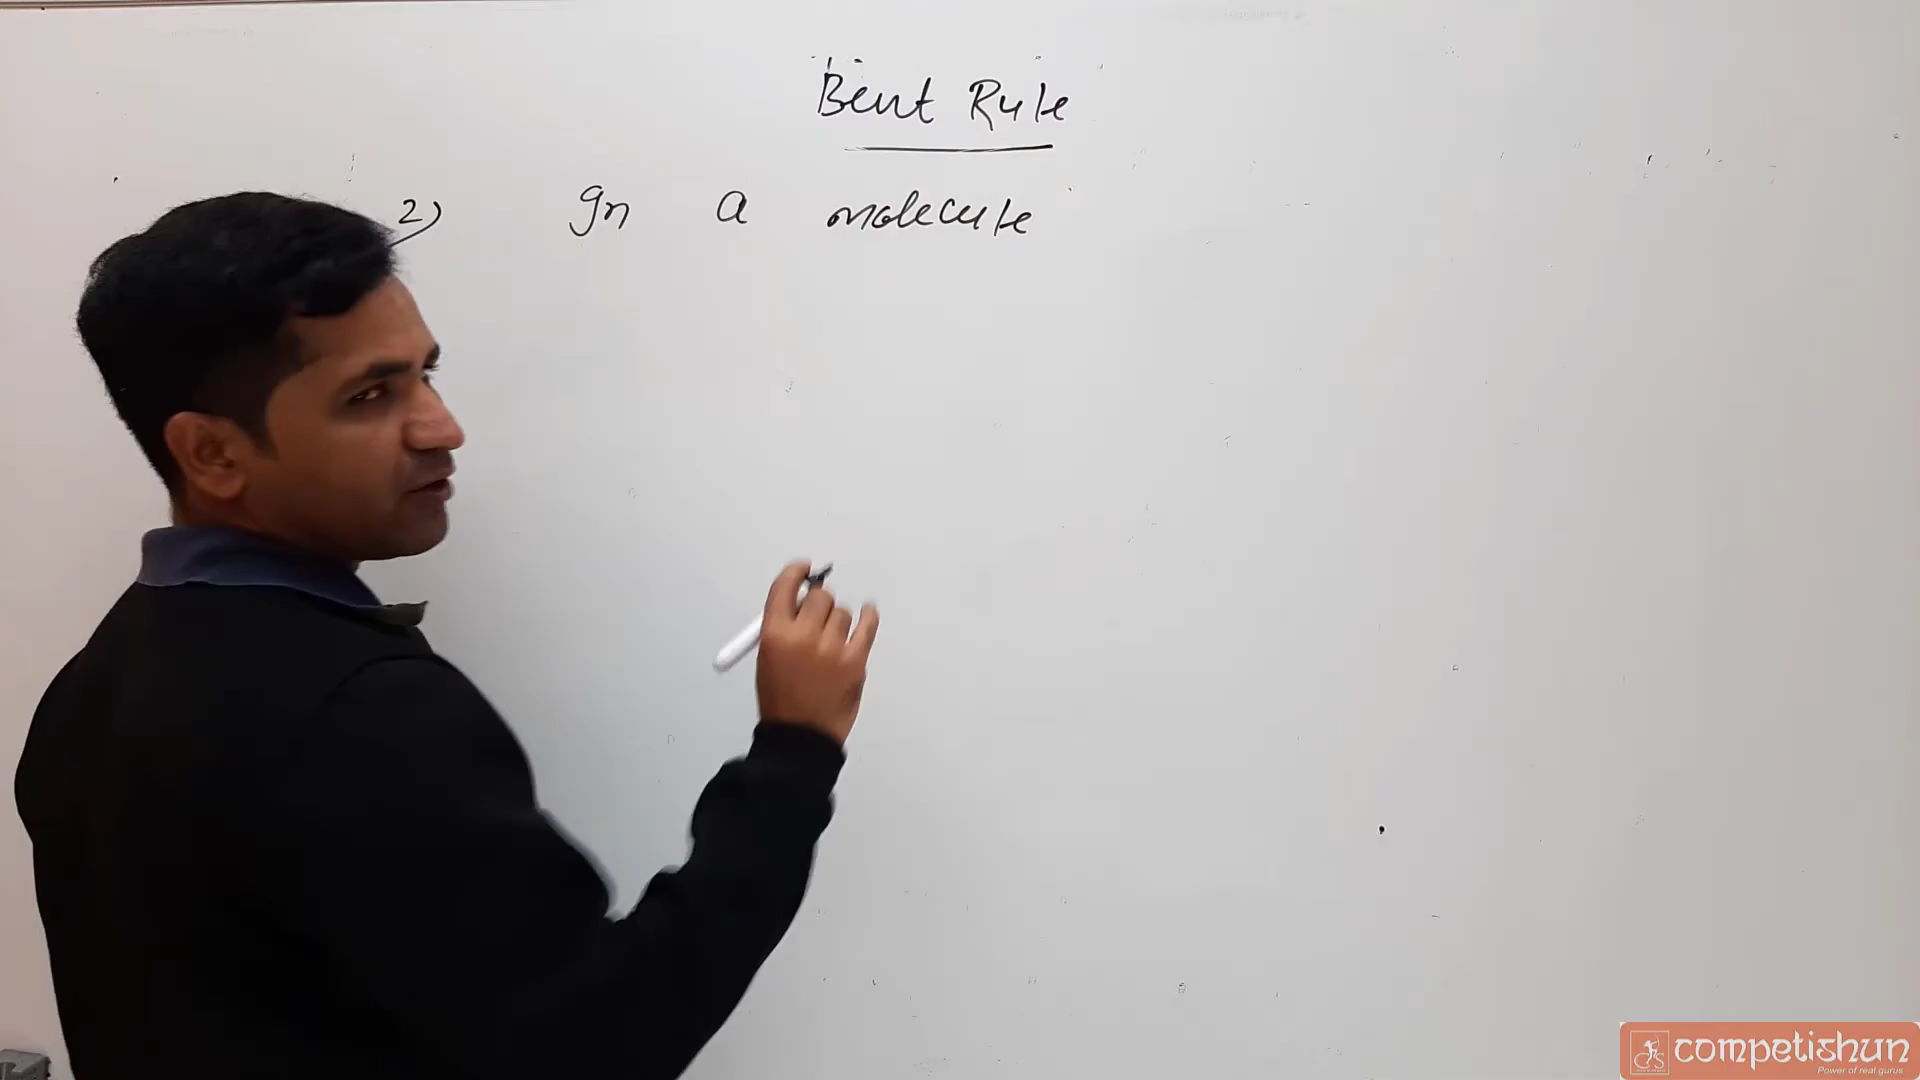 Bent Rule
2) In a molecule
competishun
Power of real gurus